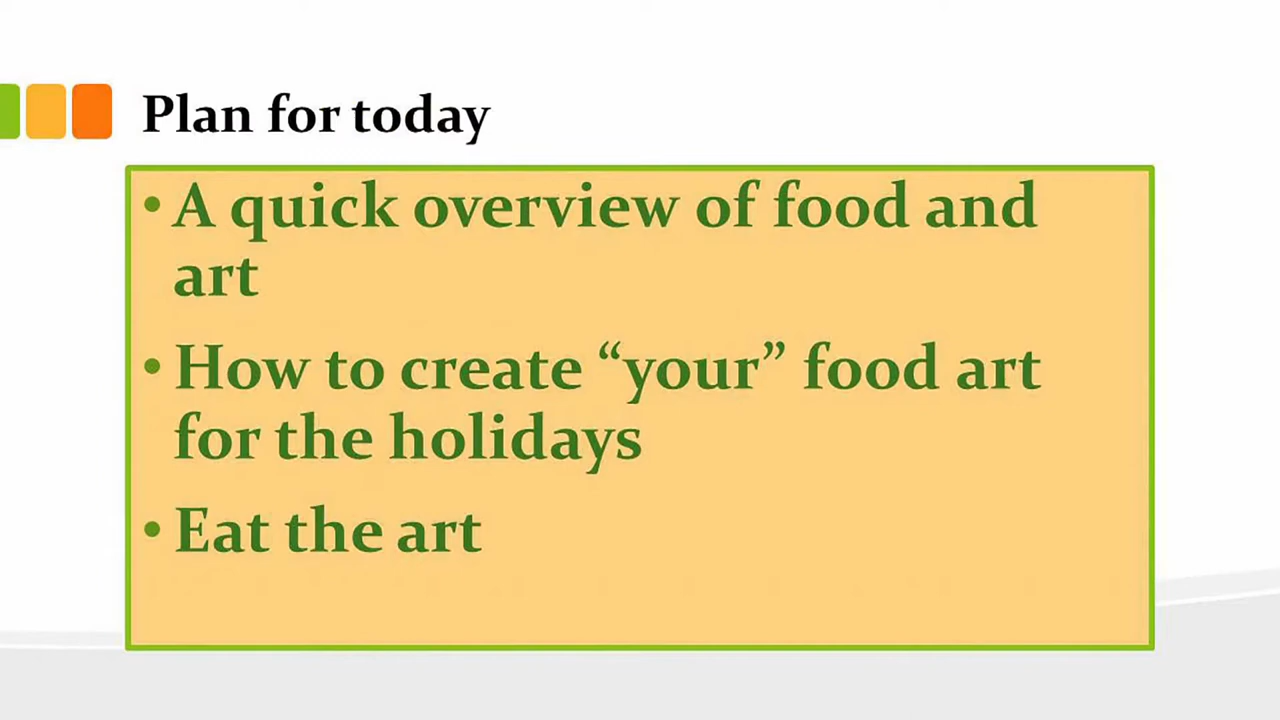 Plan for today
• A quick overview of food and
art
• How to create “your” food art
for the holidays
• Eat the art